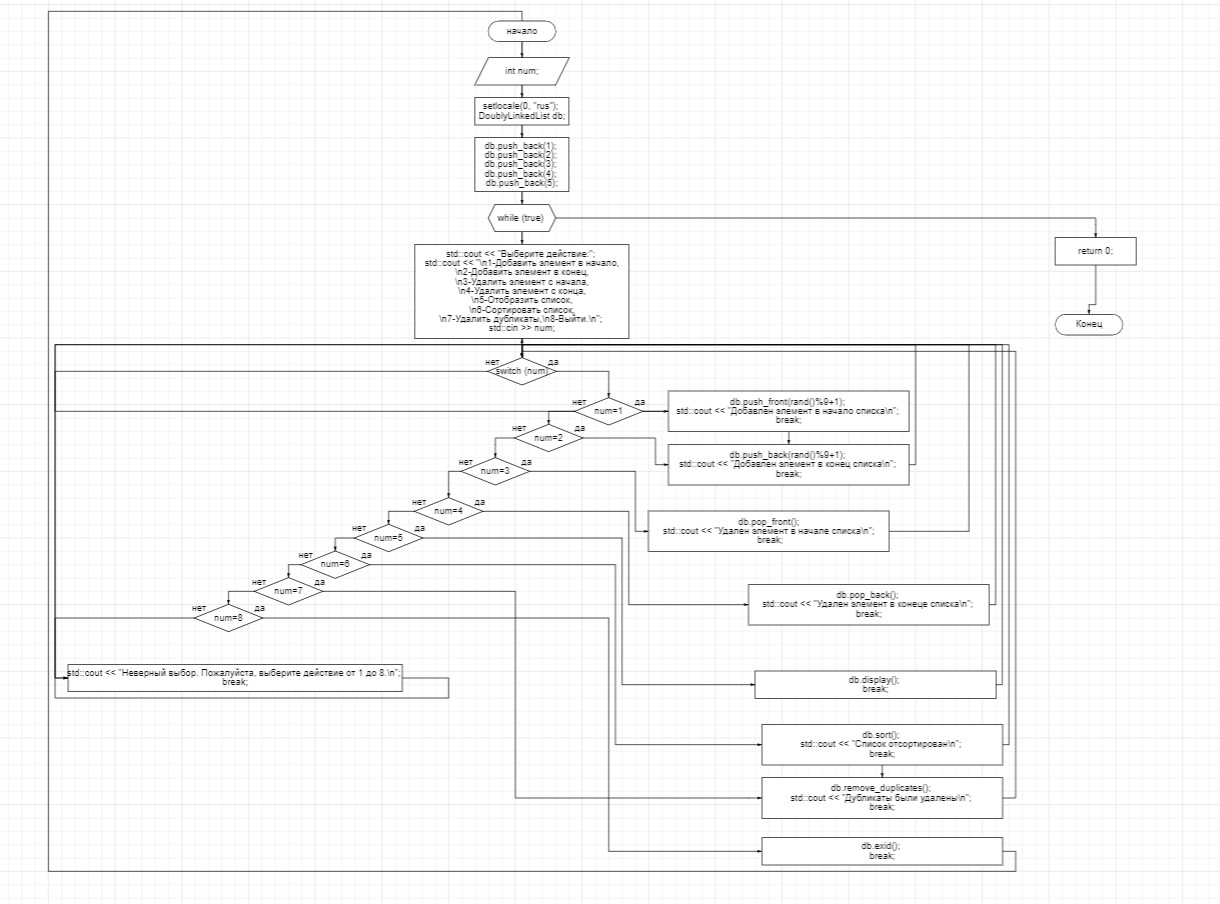 начало
int num;
setlocale(0, "rus");
DoublyLinkedList db;
db.push_back(1);
db.push_back(2);
db.push_back(3);
db.push_back(4);
db.push_back(5);
while (true)
return 0;
Конец
std::cout << "Выберите действие:";
std::cout << "\n1-Добавить элемент в начало,
\n2-Добавить элемент в конец,
\n3-Удалить элемент с начала,
\n4-Удалить элемент с конца,
\n5-Отобразить список,
\n6-Сортировать список,
\n7-Удалить дубликаты,\n8-Выйти.\n";
std::cin >> num;
нет
да
switch (num)
нет
да
num=1
db.push_front(rand()%9+1);
std::cout << "Добавлен элемент в начало списка\n";
break;
нет
да
num=2
db.push_back(rand()%9+1);
std::cout << "Добавлен элемент в конец списка\n";
break;
нет
да
num=3
db.pop_front();
std::cout << "Удален элемент в начале списка\n";
break;
нет
да
num=4
db.pop_back();
std::cout << "Удален элемент в конеце списка\n";
break;
нет
да
num=5
db.display();
break;
нет
да
num=6
db.sort();
std::cout << "Список отсортирован\n";
break;
нет
да
num=7
db.remove_duplicates();
std::cout << "Дубликаты были удалены\n";
break;
нет
да
num=8
db.exid();
break;
std::cout << "Неверный выбор. Пожалуйста, выберите действие от 1 до 8.\n";
break;